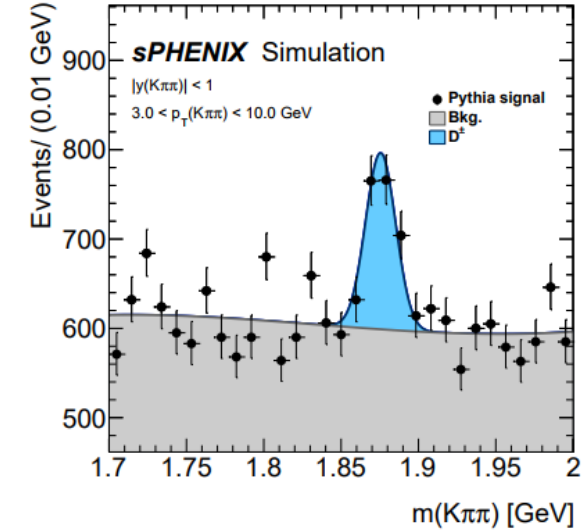 Events/ (0.01 GeV)
900
800
700
600
500
sPHENIX Simulation
|y(Kππ)| < 1
3.0 < p_T(Kππ) < 10.0 GeV
Pythia signal
Bkg.
D±
1.7 1.75 1.8 1.85 1.9 1.95 2
m(Kππ) [GeV]